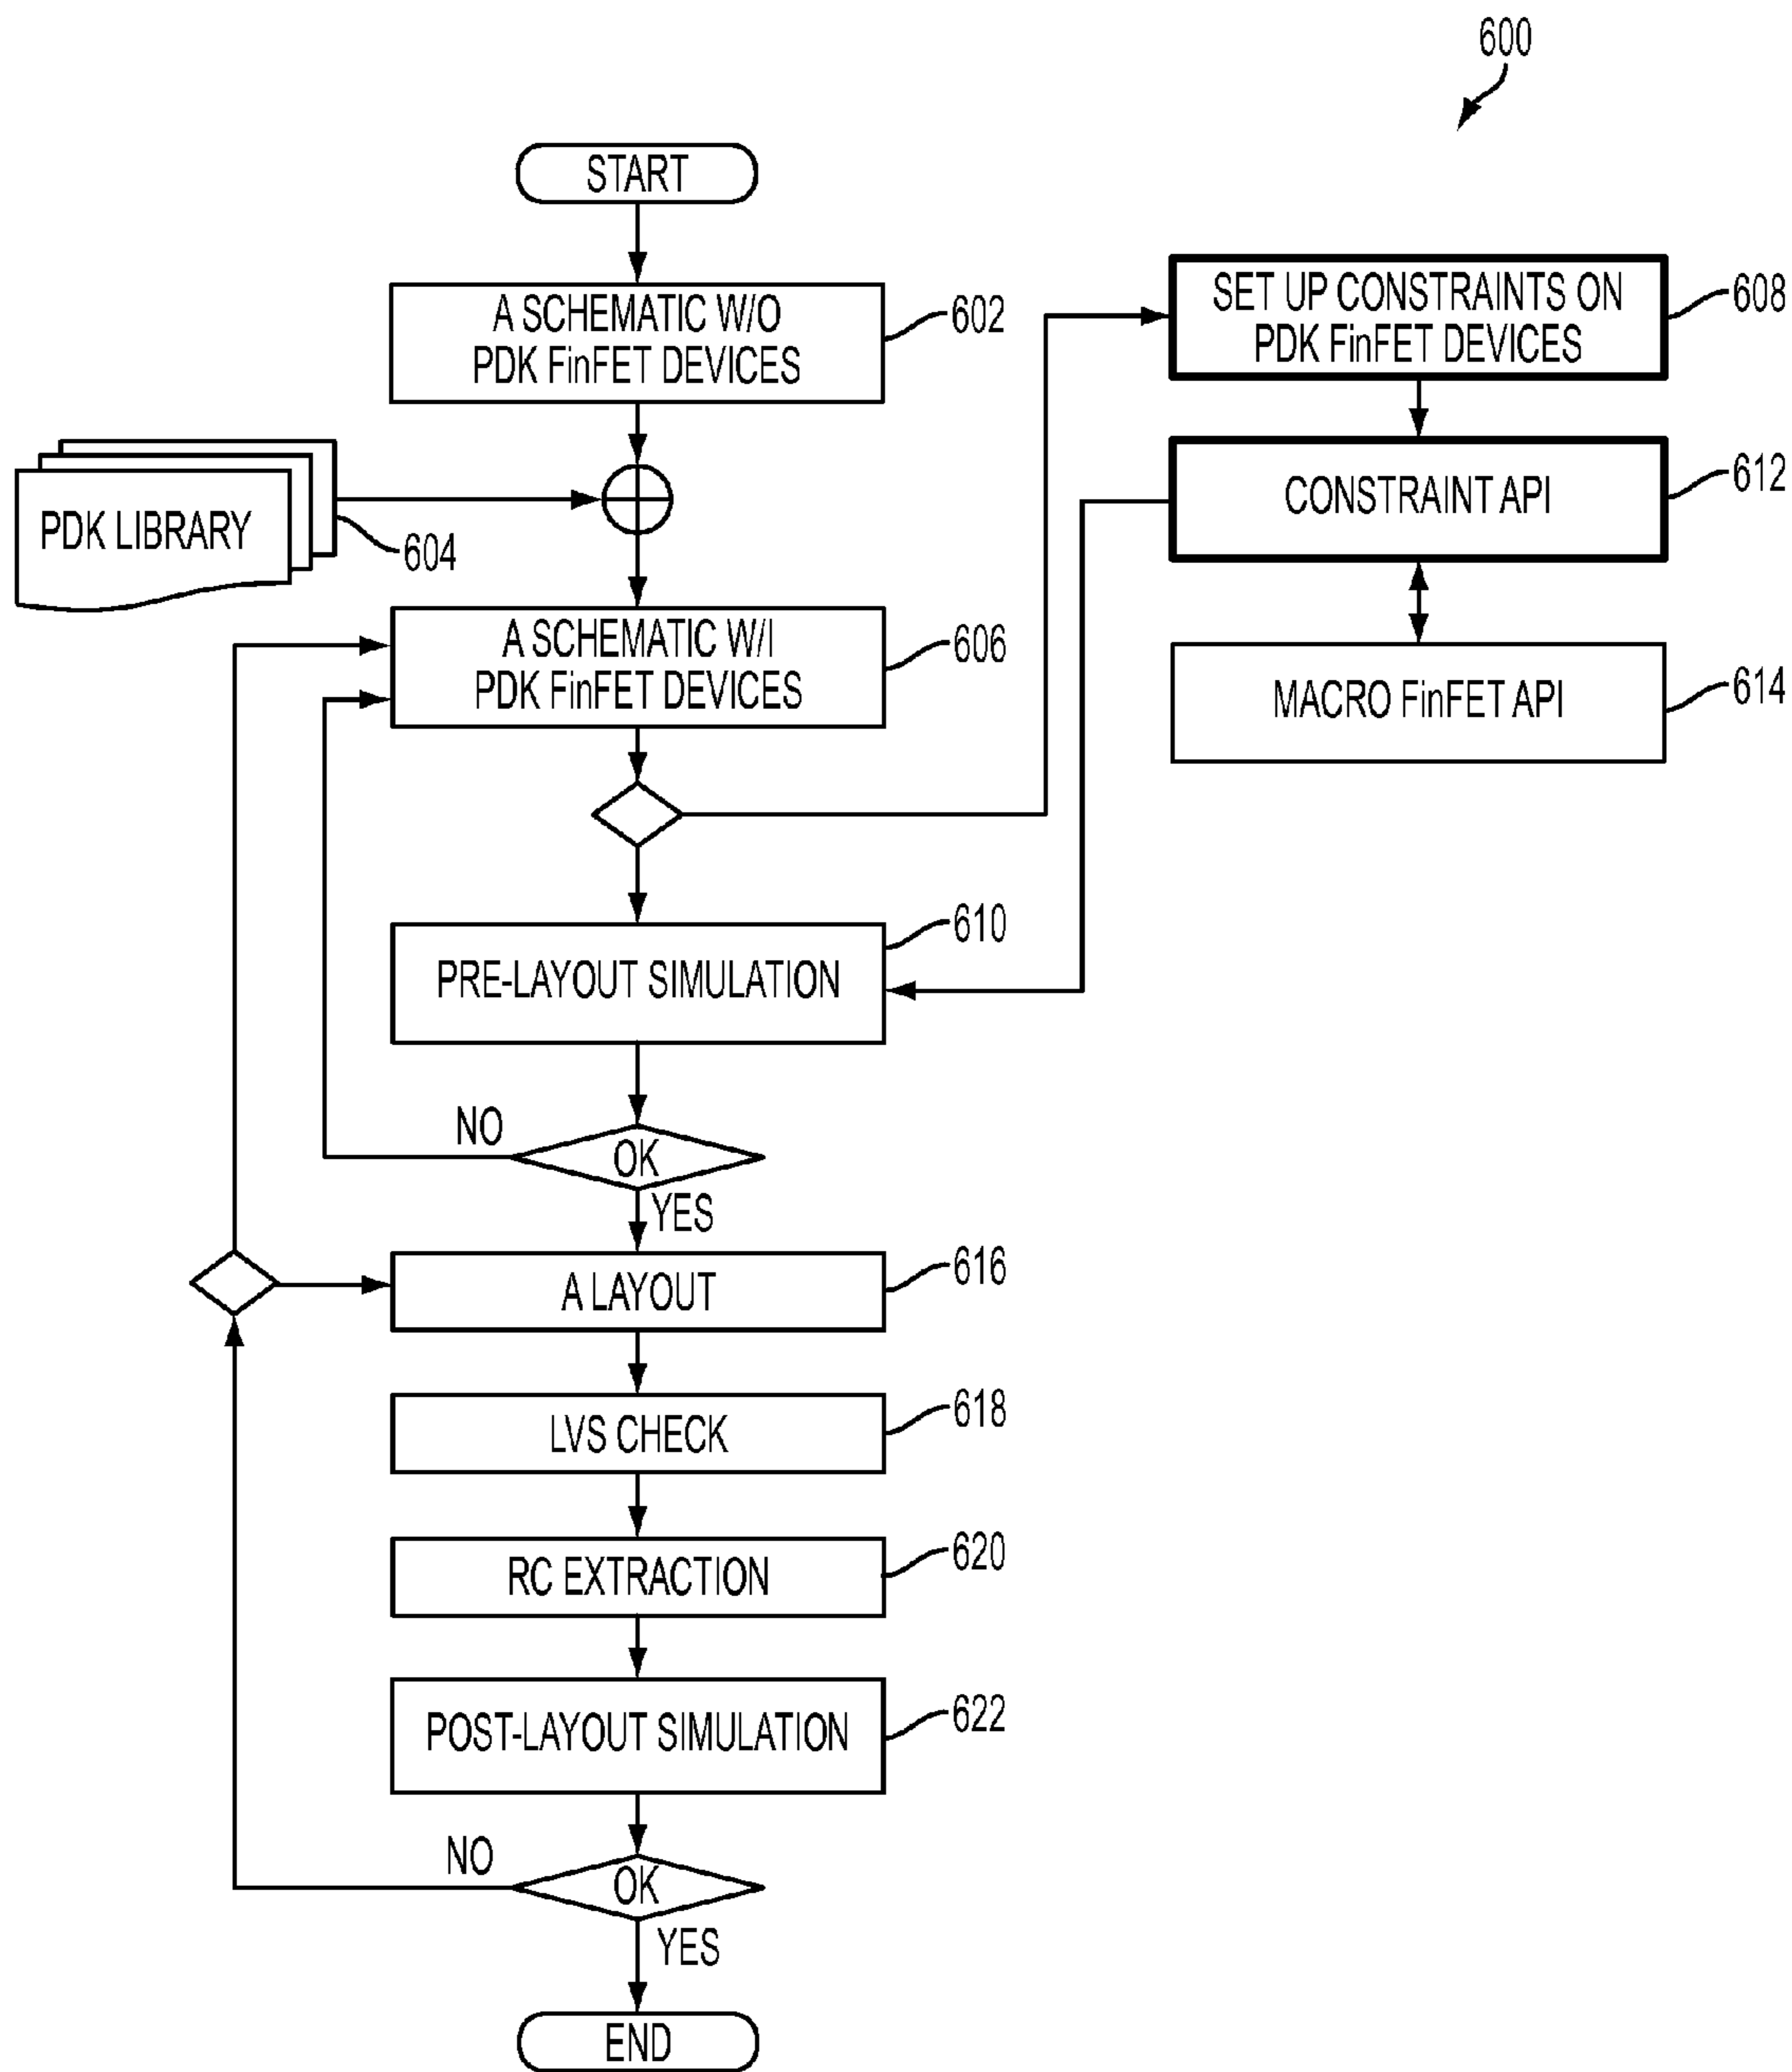 600
START
A SCHEMATIC W/O
PDK FinFET DEVICES
602
SET UP CONSTRAINTS ON
PDK FinFET DEVICES
608
PDK LIBRARY
604
CONSTRAINT API
612
A SCHEMATIC W/I
PDK FinFET DEVICES
606
MACRO FinFET API
614
PRE-LAYOUT SIMULATION
610
NO
OK
YES
A LAYOUT
616
LVS CHECK
618
RC EXTRACTION
620
POST-LAYOUT SIMULATION
622
NO
OK
YES
END